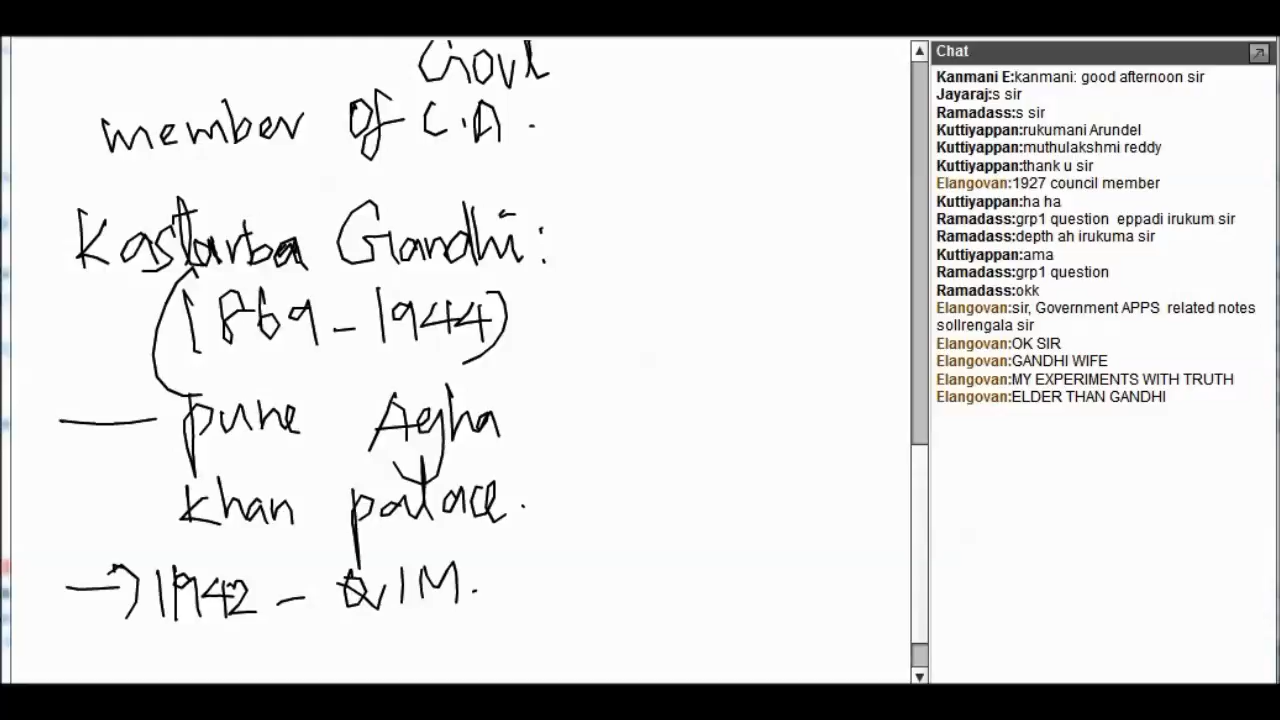 Govt
member of C.A.
Kasturba Gandhi:
(1869 - 1944)
— Pune Agha
Khan palace.
→ 1942 - QIM.
Chat
Kanmani E:kanmani: good afternoon sir
Jayaraj:s sir
Ramadass:s sir
Kuttiyappan:rukumani Arundel
Kuttiyappan:muthulakshmi reddy
Kuttiyappan:thank u sir
Elangovan:1927 council member
Kuttiyappan:ha ha
Ramadass:grp1 question eppadi irukum sir
Ramadass:depth ah irukuma sir
Kuttiyappan:ama
Ramadass:grp1 question
Ramadass:okk
Elangovan:sir, Government APPS related notes
sollrengala sir
Elangovan:OK SIR
Elangovan:GANDHI WIFE
Elangovan:MY EXPERIMENTS WITH TRUTH
Elangovan:ELDER THAN GANDHI